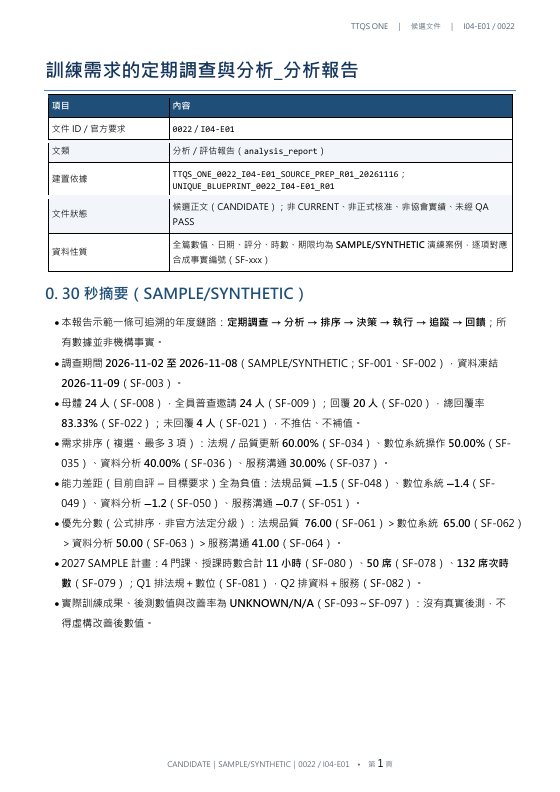 TTQS ONE | 候選文件 | I04-E01 / 0022
訓練需求的定期調查與分析_分析報告
項目 內容
文件 ID / 官方要求 0022 / I04-E01
文類 分析 / 評估報告（analysis_report）
建置依據 TTQS_ONE_0022_I04-E01_SOURCE_PREP_R01_20261116；
UNIQUE_BLUEPRINT_0022_I04-E01_R01
文件狀態 候選正文（CANDIDATE）；非 CURRENT、非正式核准、非協會實績、未經 QA
PASS
資料性質 全篇數值、日期、評分、時數、期限均為 SAMPLE/SYNTHETIC 演練案例，逐項對應
合成事實編號（SF-xxx）
0. 30 秒摘要（SAMPLE/SYNTHETIC）
• 本報告示範一條可追溯的年度鏈路：定期調查 → 分析 → 排序 → 決策 → 執行 → 追蹤 → 回饋；所
有數據並非機構事實。
• 調查期間 2026-11-02 至 2026-11-08（SAMPLE/SYNTHETIC；SF-001、SF-002），資料凍結
2026-11-09（SF-003）。
• 母體 24 人（SF-008），全員普查邀請 24 人（SF-009）；回覆 20 人（SF-020），總回覆率
83.33%（SF-022）；未回覆 4 人（SF-021），不推估、不補值。
• 需求排序（複選、最多 3 項）：法規 / 品質更新 60.00%（SF-034）、數位系統操作 50.00%（SF-
035）、資料分析 40.00%（SF-036）、服務溝通 30.00%（SF-037）。
• 能力差距（目前自評 − 目標要求）全為負值：法規品質 −1.5（SF-048）、數位系統 −1.4（SF-
049）、資料分析 −1.2（SF-050）、服務溝通 −0.7（SF-051）。
• 優先分數（公式排序，非官方法定分級）：法規品質 76.00（SF-061）> 數位系統 65.00（SF-062）
> 資料分析 50.00（SF-063）> 服務溝通 41.00（SF-064）。
• 2027 SAMPLE 計畫：4 門課、授課時數合計 11 小時（SF-080）、50 席（SF-078）、132 席次時
數（SF-079）；Q1 排法規＋數位（SF-081），Q2 排資料＋服務（SF-082）。
• 實際訓練成果、後測數值與改善率為 UNKNOWN/N/A（SF-093～SF-097）：沒有真實後測，不
得虛構改善後數值。
CANDIDATE | SAMPLE/SYNTHETIC | 0022 / I04-E01 • 第 1 頁